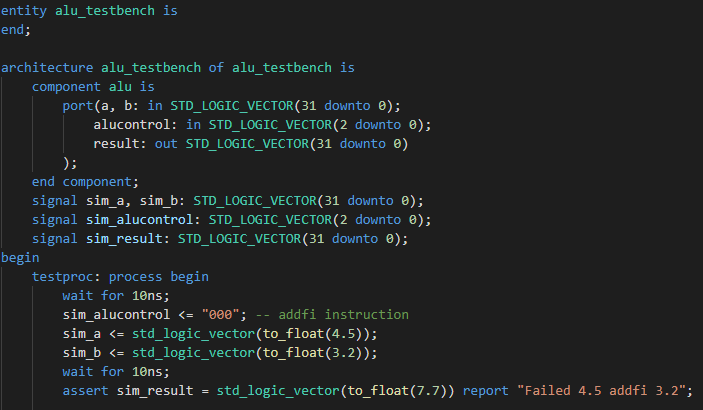 entity alu_testbench is
end;
architecture alu_testbench of alu_testbench is
component alu is
port(a, b: in STD_LOGIC_VECTOR(31 downto 0);
alucontrol: in STD_LOGIC_VECTOR(2 downto 0);
result: out STD_LOGIC_VECTOR(31 downto 0)
);
end component;
signal sim_a, sim_b: STD_LOGIC_VECTOR(31 downto 0);
signal sim_alucontrol: STD_LOGIC_VECTOR(2 downto 0);
signal sim_result: STD_LOGIC_VECTOR(31 downto 0);
begin
testproc: process begin
wait for 10ns;
sim_alucontrol <= "000"; -- addfi instruction
sim_a <= std_logic_vector(to_float(4.5));
sim_b <= std_logic_vector(to_float(3.2));
wait for 10ns;
assert sim_result = std_logic_vector(to_float(7.7)) report "Failed 4.5 addfi 3.2";